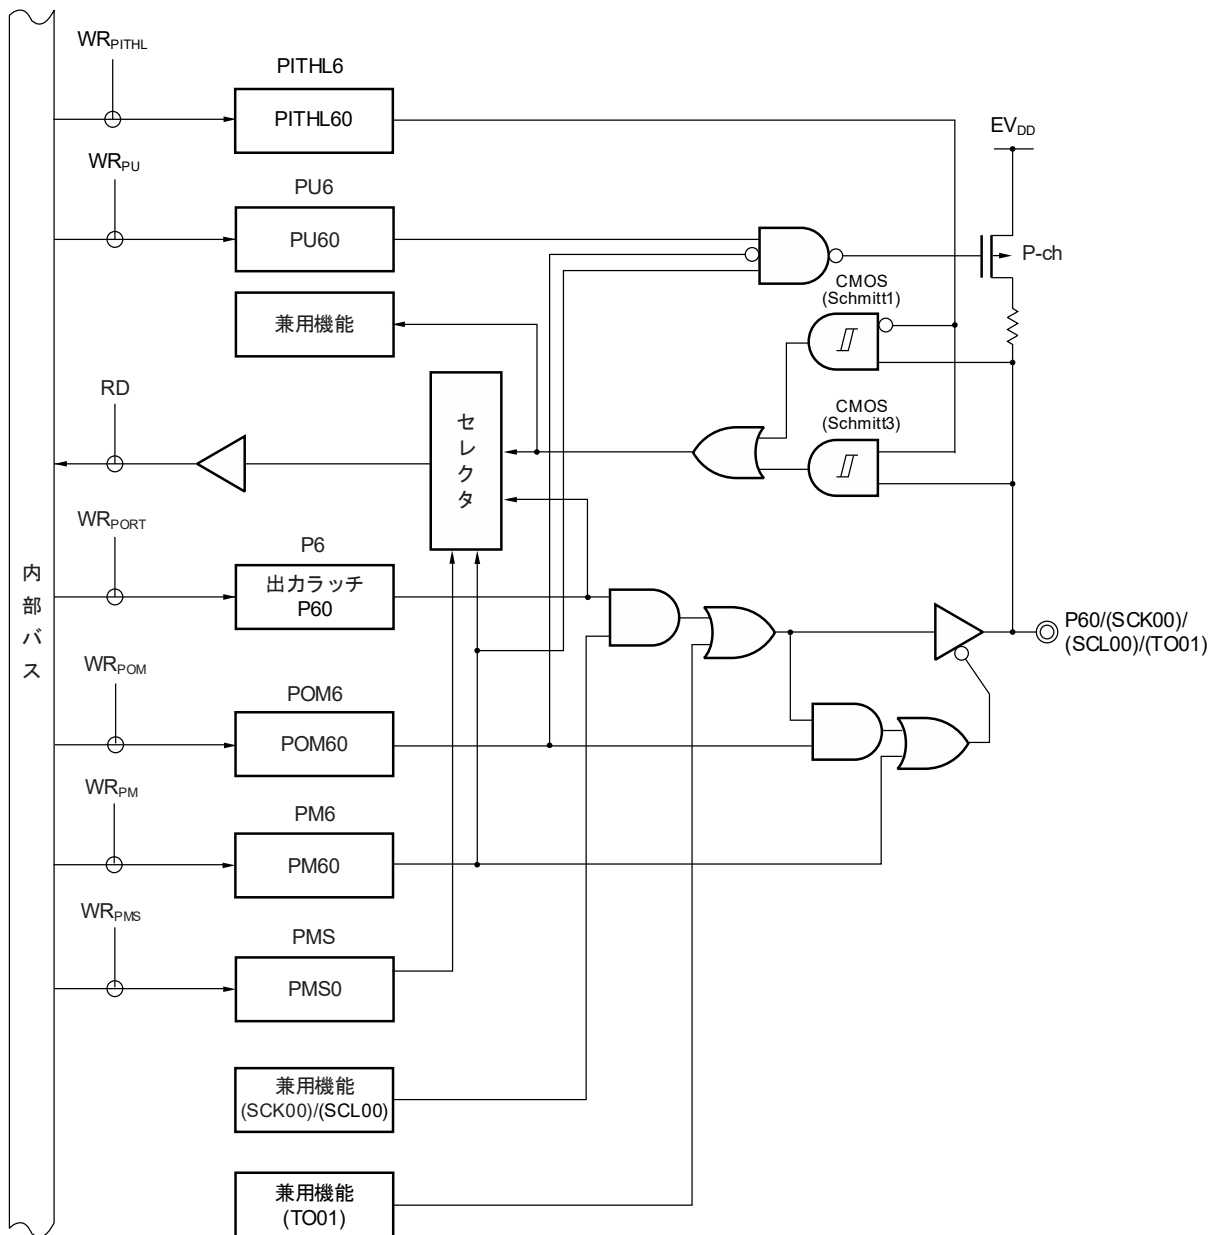 WRPITHL
PITHL6
PITHL60
EVDD
WRPU
PU6
PU60
P-ch
CMOS
(Schmitt1)
兼用機能
RD
セレクタ
CMOS
(Schmitt3)
WRPORT
P6
出力ラッチ
P60
内部バス
P60/(SCK00)/
(SCL00)/(TO01)
WRPOM
POM6
POM60
WRPM
PM6
PM60
WRPMS
PMS
PMS0
兼用機能
(SCK00)/(SCL00)
兼用機能
(TO01)